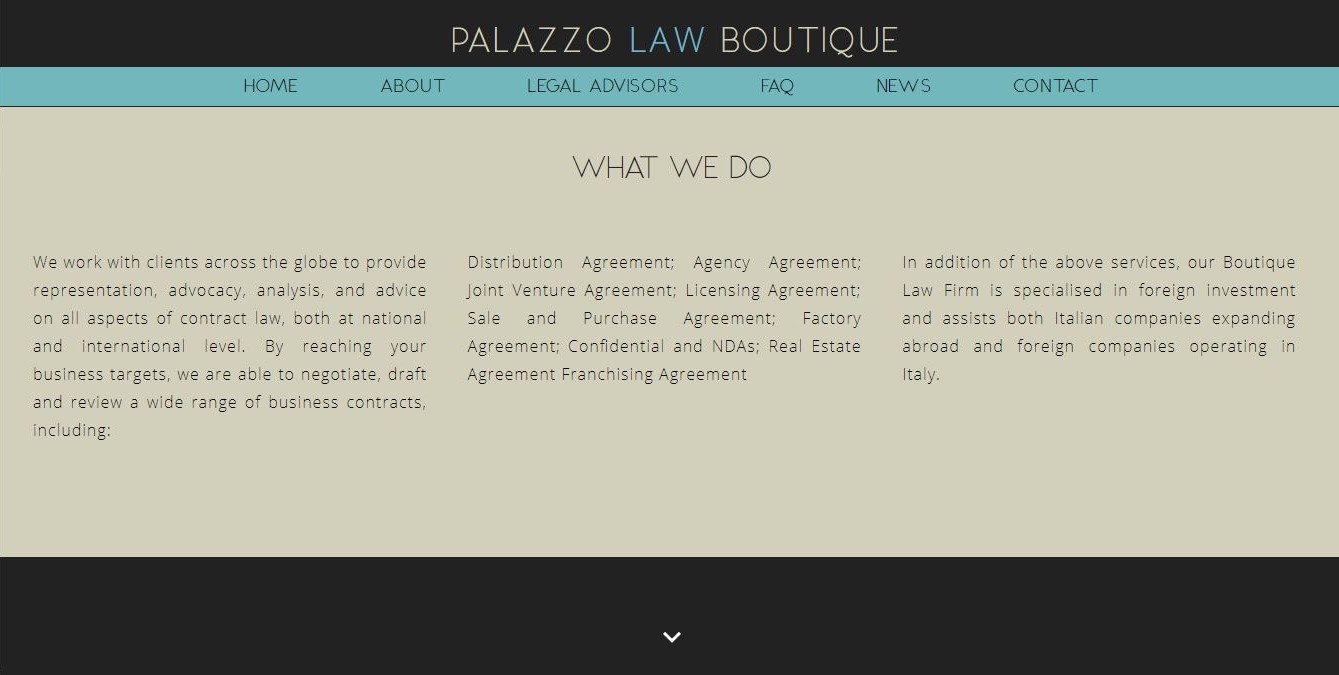 PALAZZO LAW BOUTIQUE
HOME ABOUT LEGAL ADVISORS FAQ NEWS CONTACT
WHAT WE DO
We work with clients across the globe to provide
representation, advocacy, analysis, and advice
on all aspects of contract law, both at national
and international level. By reaching your
business targets, we are able to negotiate, draft
and review a wide range of business contracts,
including:
Distribution Agreement; Agency Agreement;
Joint Venture Agreement; Licensing Agreement;
Sale and Purchase Agreement; Factory
Agreement; Confidential and NDAs; Real Estate
Agreement Franchising Agreement
In addition of the above services, our Boutique
Law Firm is specialised in foreign investment
and assists both Italian companies expanding
abroad and foreign companies operating in
Italy.